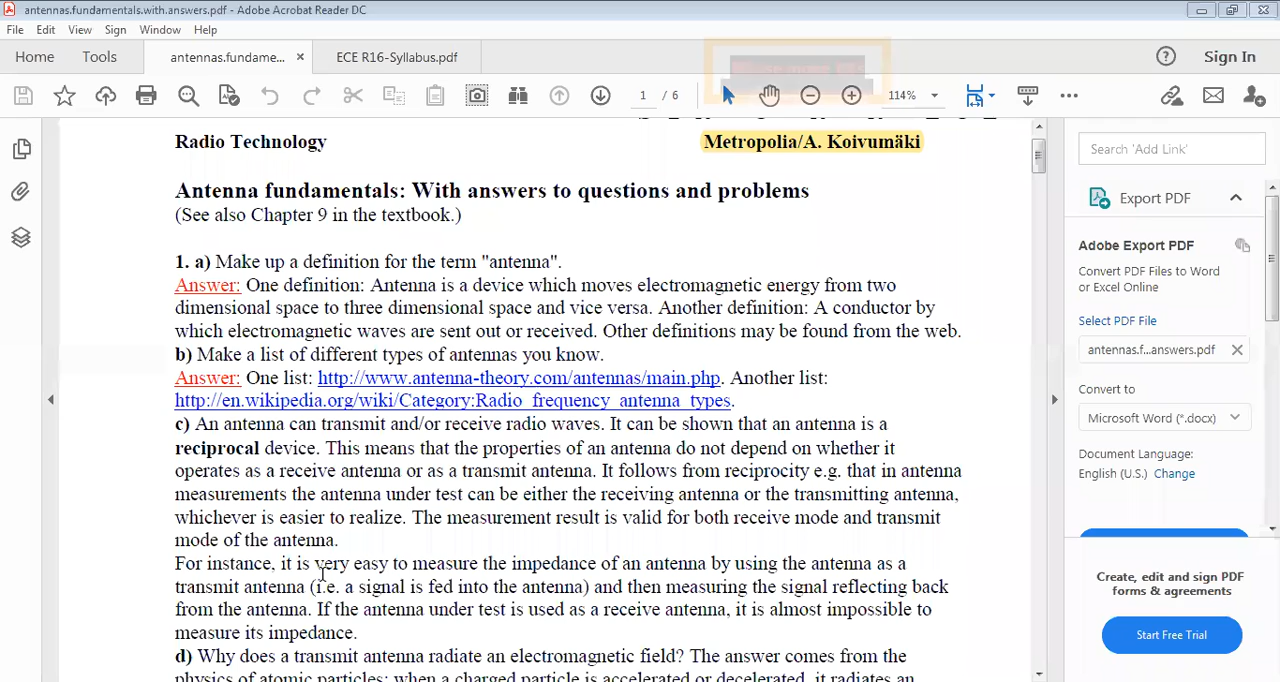 antennas.fundamentals.with.answers.pdf - Adobe Acrobat Reader DC
File Edit View Sign Window Help
Home Tools antennas.fundame... × ECE R16-Syllabus.pdf Sign In
1 / 6 114%
Radio Technology Metropolia/A. Koivumäki
Antenna fundamentals: With answers to questions and problems
(See also Chapter 9 in the textbook.)
1. a) Make up a definition for the term "antenna".
Answer: One definition: Antenna is a device which moves electromagnetic energy from two
dimensional space to three dimensional space and vice versa. Another definition: A conductor by
which electromagnetic waves are sent out or received. Other definitions may be found from the web.
b) Make a list of different types of antennas you know.
Answer: One list: http://www.antenna-theory.com/antennas/main.php. Another list:
http://en.wikipedia.org/wiki/Category:Radio_frequency_antenna_types.
c) An antenna can transmit and/or receive radio waves. It can be shown that an antenna is a
reciprocal device. This means that the properties of an antenna do not depend on whether it
operates as a receive antenna or as a transmit antenna. It follows from reciprocity e.g. that in antenna
measurements the antenna under test can be either the receiving antenna or the transmitting antenna,
whichever is easier to realize. The measurement result is valid for both receive mode and transmit
mode of the antenna.
For instance, it is very easy to measure the impedance of an antenna by using the antenna as a
transmit antenna (i.e. a signal is fed into the antenna) and then measuring the signal reflecting back
from the antenna. If the antenna under test is used as a receive antenna, it is almost impossible to
measure its impedance.
d) Why does a transmit antenna radiate an electromagnetic field? The answer comes from the
physics of atomic particles: when a charged particle is accelerated or decelerated, it radiates an
Search 'Add Link'
Export PDF
Adobe Export PDF
Convert PDF Files to Word
or Excel Online
Select PDF File
antennas.f...answers.pdf
Convert to
Microsoft Word (*.docx)
Document Language:
English (U.S.) Change
Create, edit and sign PDF
forms & agreements
Start Free Trial